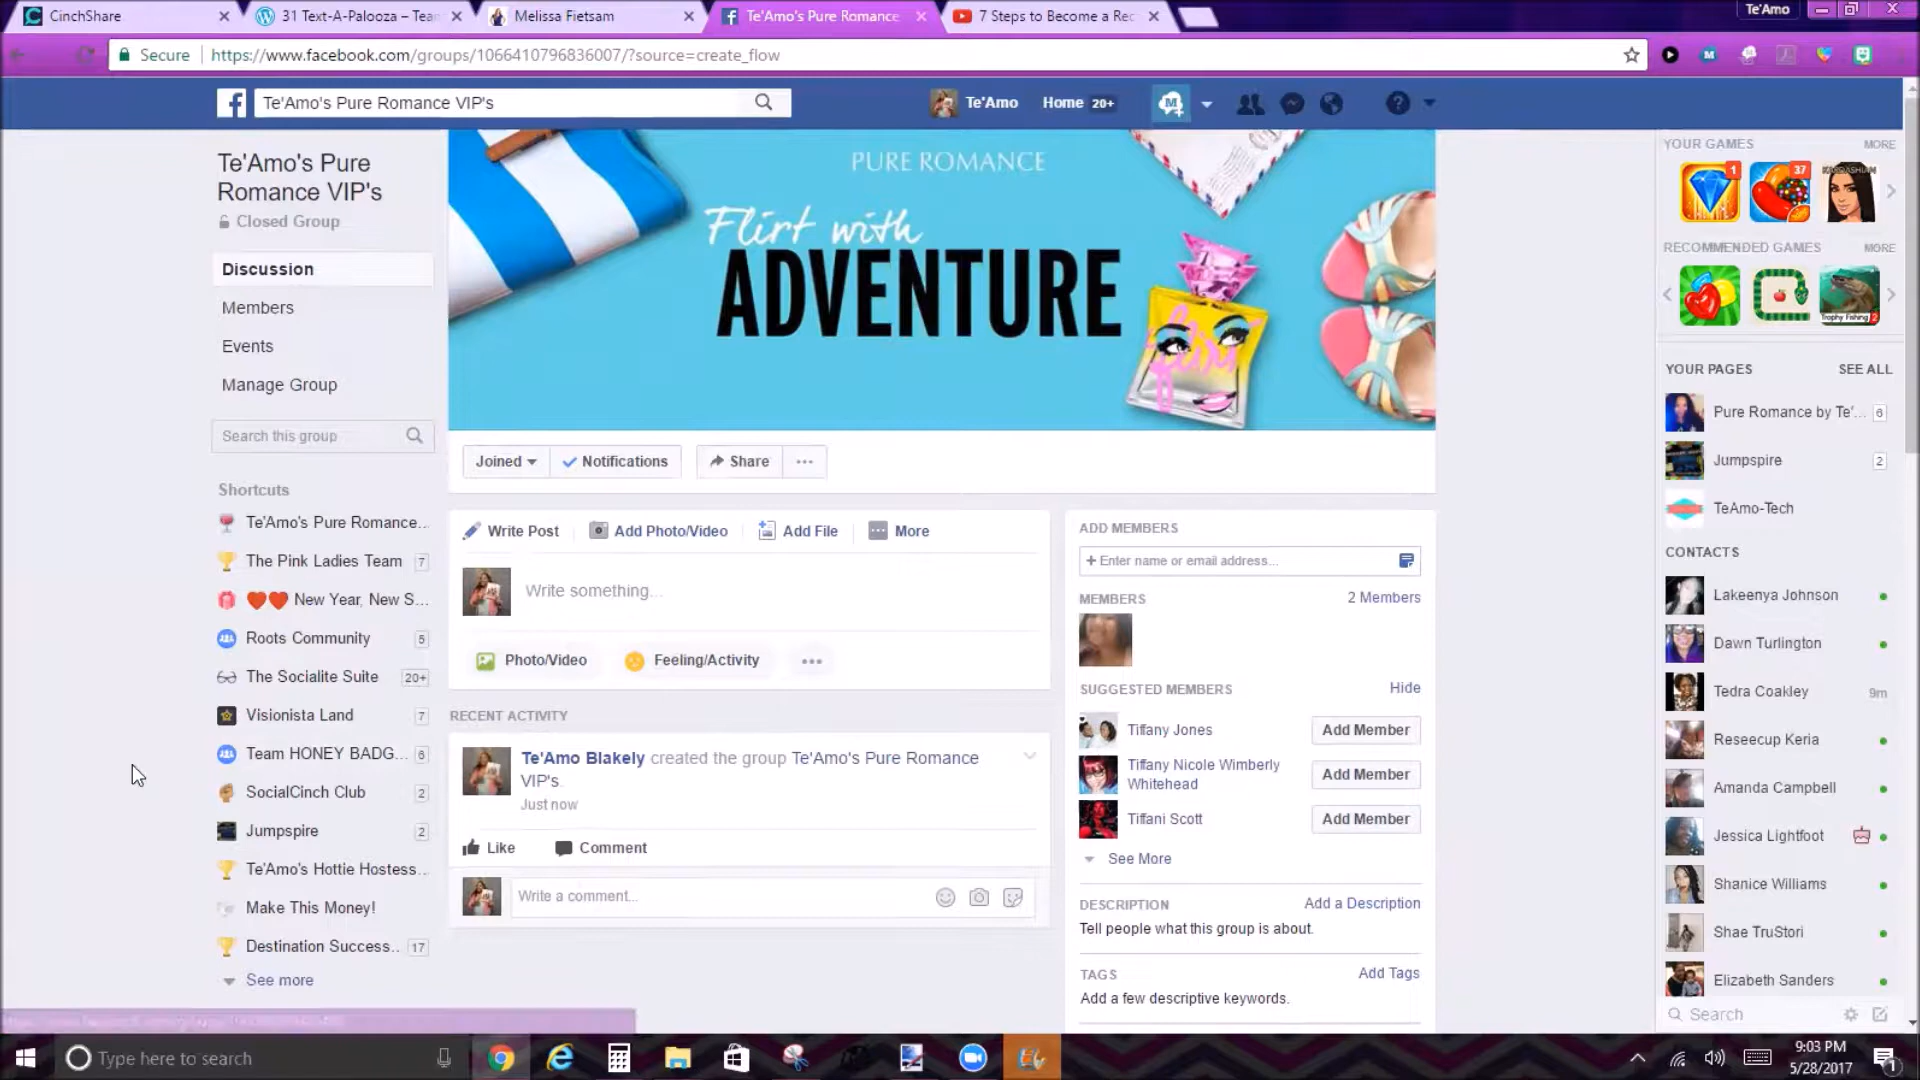 CinchShare
31 Text-A-Palooza – Tean
Melissa Fietsam
Te'Amo's Pure Romance
7 Steps to Become a Rec
Te'Amo
Secure
https://www.facebook.com/groups/1066410796836007/?source=create_flow
Te'Amo's Pure Romance VIP's
Te'Amo
Home 20+
Te'Amo's Pure
Romance VIP's
Closed Group
Discussion
Members
Events
Manage Group
Search this group
Shortcuts
Te'Amo's Pure Romance...
The Pink Ladies Team 7
New Year, New S...
Roots Community 5
The Socialite Suite 20+
Visionista Land 7
Team HONEY BADG... 6
SocialCinch Club 2
Jumpspire 2
Te'Amo's Hottie Hostess...
Make This Money!
Destination Success... 17
See more
PURE ROMANCE
Flirt with
ADVENTURE
Joined
Notifications
Share
Write Post
Add Photo/Video
Add File
More
Write something...
Photo/Video
Feeling/Activity
RECENT ACTIVITY
Te'Amo Blakely created the group Te'Amo's Pure Romance
VIP's.
Just now
Like
Comment
Write a comment...
ADD MEMBERS
+ Enter name or email address...
MEMBERS
2 Members
SUGGESTED MEMBERS
Hide
Tiffany Jones
Add Member
Tiffany Nicole Wimberly
Whitehead
Add Member
Tiffani Scott
Add Member
See More
DESCRIPTION
Add a Description
Tell people what this group is about.
TAGS
Add Tags
Add a few descriptive keywords.
YOUR GAMES
MORE
1
37
KARDASHIAN
RECOMMENDED GAMES
MORE
Trophy Fishing 2
YOUR PAGES
SEE ALL
Pure Romance by Te'... 6
Jumpspire 2
TeAmo-Tech
CONTACTS
Lakeenya Johnson
Dawn Turlington
Tedra Coakley 9m
Reseecup Keria
Amanda Campbell
Jessica Lightfoot
Shanice Williams
Shae TruStori
Elizabeth Sanders
Search
Type here to search
9:03 PM
5/28/2017
1